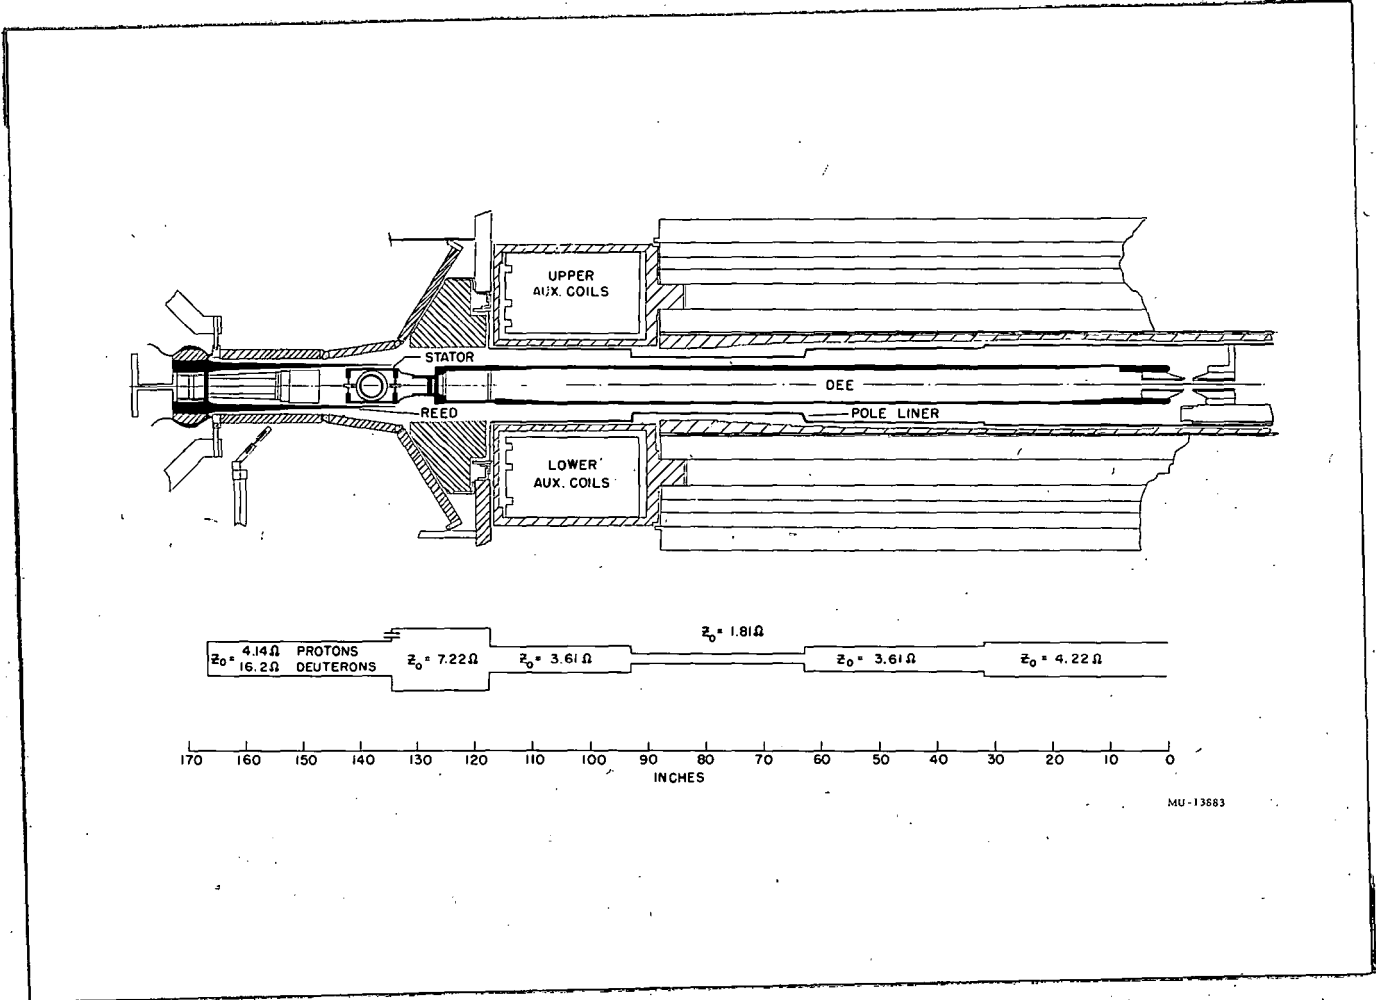 UPPER
AUX. COILS
STATOR
DEE
REED
POLE LINER
LOWER
AUX. COILS
Z₀= 1.81Ω
Z₀= 4.14Ω PROTONS
16.2Ω DEUTERONS
Z₀= 7.22Ω
Z₀= 3.61Ω
Z₀= 3.61Ω
Z₀= 4.22Ω
170 160 150 140 130 120 110 100 90 80 70 60 50 40 30 20 10 0
INCHES
MU-13883